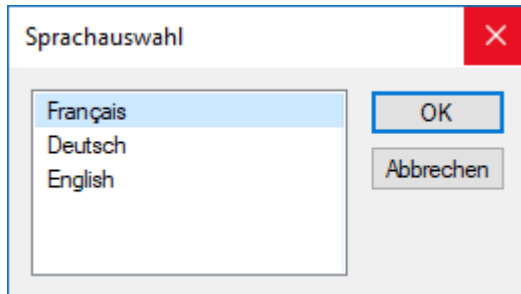 Sprachauswahl
Français
Deutsch
English
OK
Abbrechen